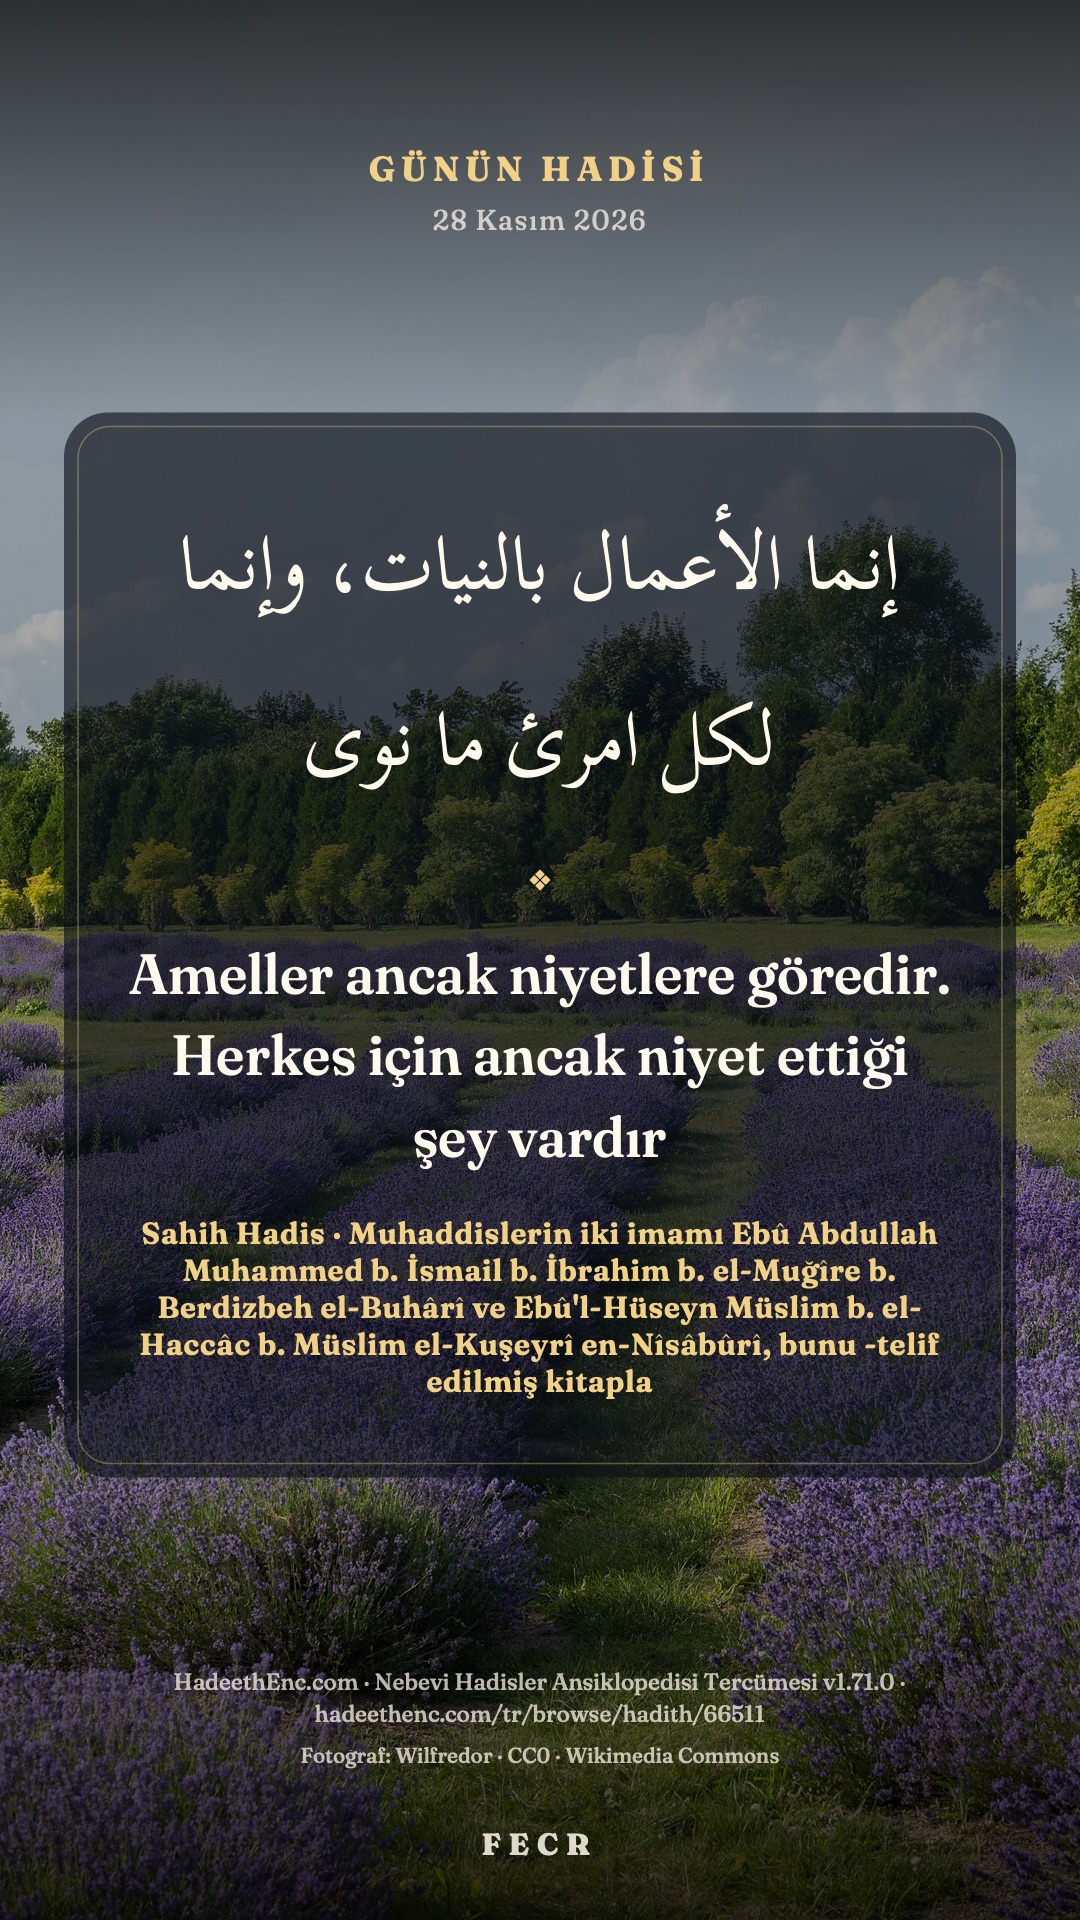 GÜNÜN HADİSİ
28 Kasım 2026
إنما الأعمال بالنيات، وإنما
لكل امرئ ما نوى
Ameller ancak niyetlere göredir.
Herkes için ancak niyet ettiği
şey vardır
Sahih Hadis · Muhaddislerin iki imamı Ebû Abdullah
Muhammed b. İsmail b. İbrahim b. el-Muğîre b.
Berdizbeh el-Buhârî ve Ebû'l-Hüseyn Müslim b. el-
Haccâc b. Müslim el-Kuşeyrî en-Nîsâbûrî, bunu -telif
edilmiş kitapla
HadeethEnc.com · Nebevi Hadisler Ansiklopedisi Tercümesi v1.71.0 ·
hadeethenc.com/tr/browse/hadith/66511
Fotograf: Wilfredor · CC0 · Wikimedia Commons
FECR